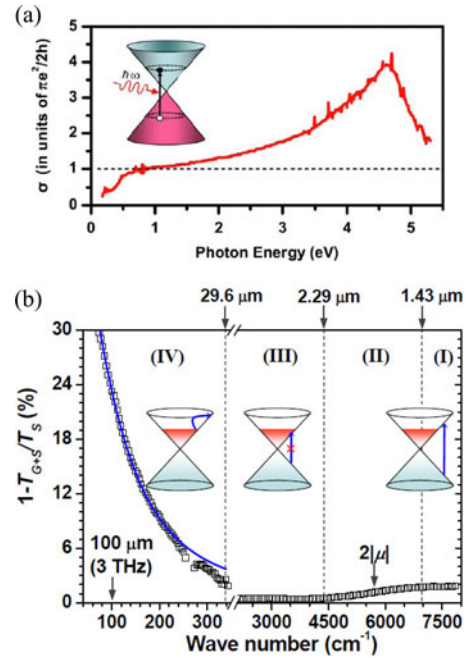 (a)
5
4
3
2
1
0
σ (in units of πe²/2h)
ħω
0 1 2 3 4 5
Photon Energy (eV)
(b)
29.6 μm 2.29 μm 1.43 μm
30
24
18
12
6
0
1-T_G+S/T_S (%)
(IV) (III) (II) (I)
2|μ|
100 μm
(3 THz)
100 200 300 3000 4500 6000 7500
Wave number (cm⁻¹)